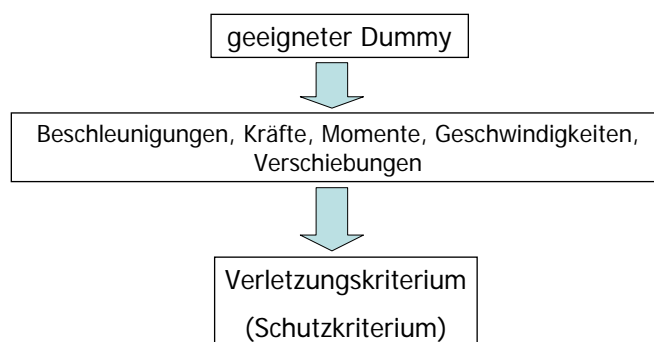 geeigneter Dummy
Beschleunigungen, Kräfte, Momente, Geschwindigkeiten,
Verschiebungen
Verletzungskriterium
(Schutzkriterium)